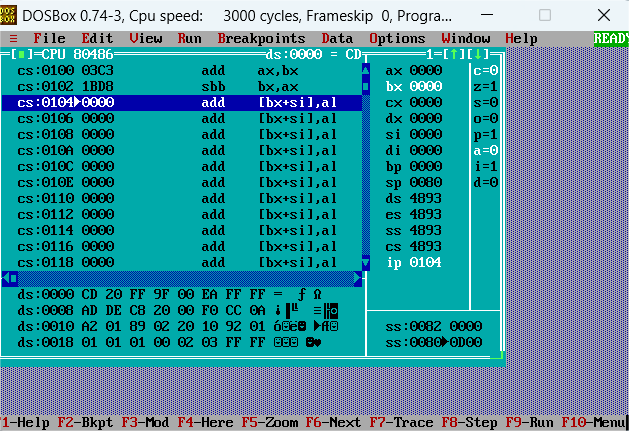 DOSBox 0.74-3, Cpu speed: 3000 cycles, Frameskip 0, Progra...
≡ File Edit View Run Breakpoints Data Options Window Help READY
[■]=CPU 80486 ds:0000 = CD 1=[↑][↓]
cs:0100 03C3 add ax,bx ax 0000 c=0
cs:0102 1BD8 sbb bx,ax bx 0000 z=1
cs:0104►0000 add [bx+si],al cx 0000 s=0
cs:0106 0000 add [bx+si],al dx 0000 o=0
cs:0108 0000 add [bx+si],al si 0000 p=1
cs:010A 0000 add [bx+si],al di 0000 a=0
cs:010C 0000 add [bx+si],al bp 0000 i=1
cs:010E 0000 add [bx+si],al sp 0080 d=0
cs:0110 0000 add [bx+si],al ds 4893
cs:0112 0000 add [bx+si],al es 4893
cs:0114 0000 add [bx+si],al ss 4893
cs:0116 0000 add [bx+si],al cs 4893
cs:0118 0000 add [bx+si],al ip 0104
ds:0000 CD 20 FF 9F 00 EA FF FF = ƒ Ω
ds:0008 AD DE C8 20 00 F0 CC 0A ¡▐╚ ≡╠◙
ds:0010 A2 01 89 02 20 10 92 01 ó☺ë☻ ►Æ☺ ss:0082 0000
ds:0018 01 01 01 00 02 03 FF FF ☺☺☺ ☻♥ ss:0080►0D00
F1-Help F2-Bkpt F3-Mod F4-Here F5-Zoom F6-Next F7-Trace F8-Step F9-Run F10-Menu